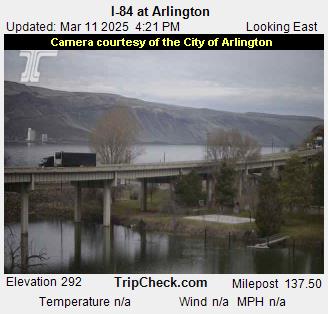 I-84 at Arlington
Updated: Mar 11 2025 4:21 PM Looking East
Camera courtesy of the City of Arlington
Elevation 292 TripCheck.com Milepost 137.50
Temperature n/a Wind n/a MPH n/a